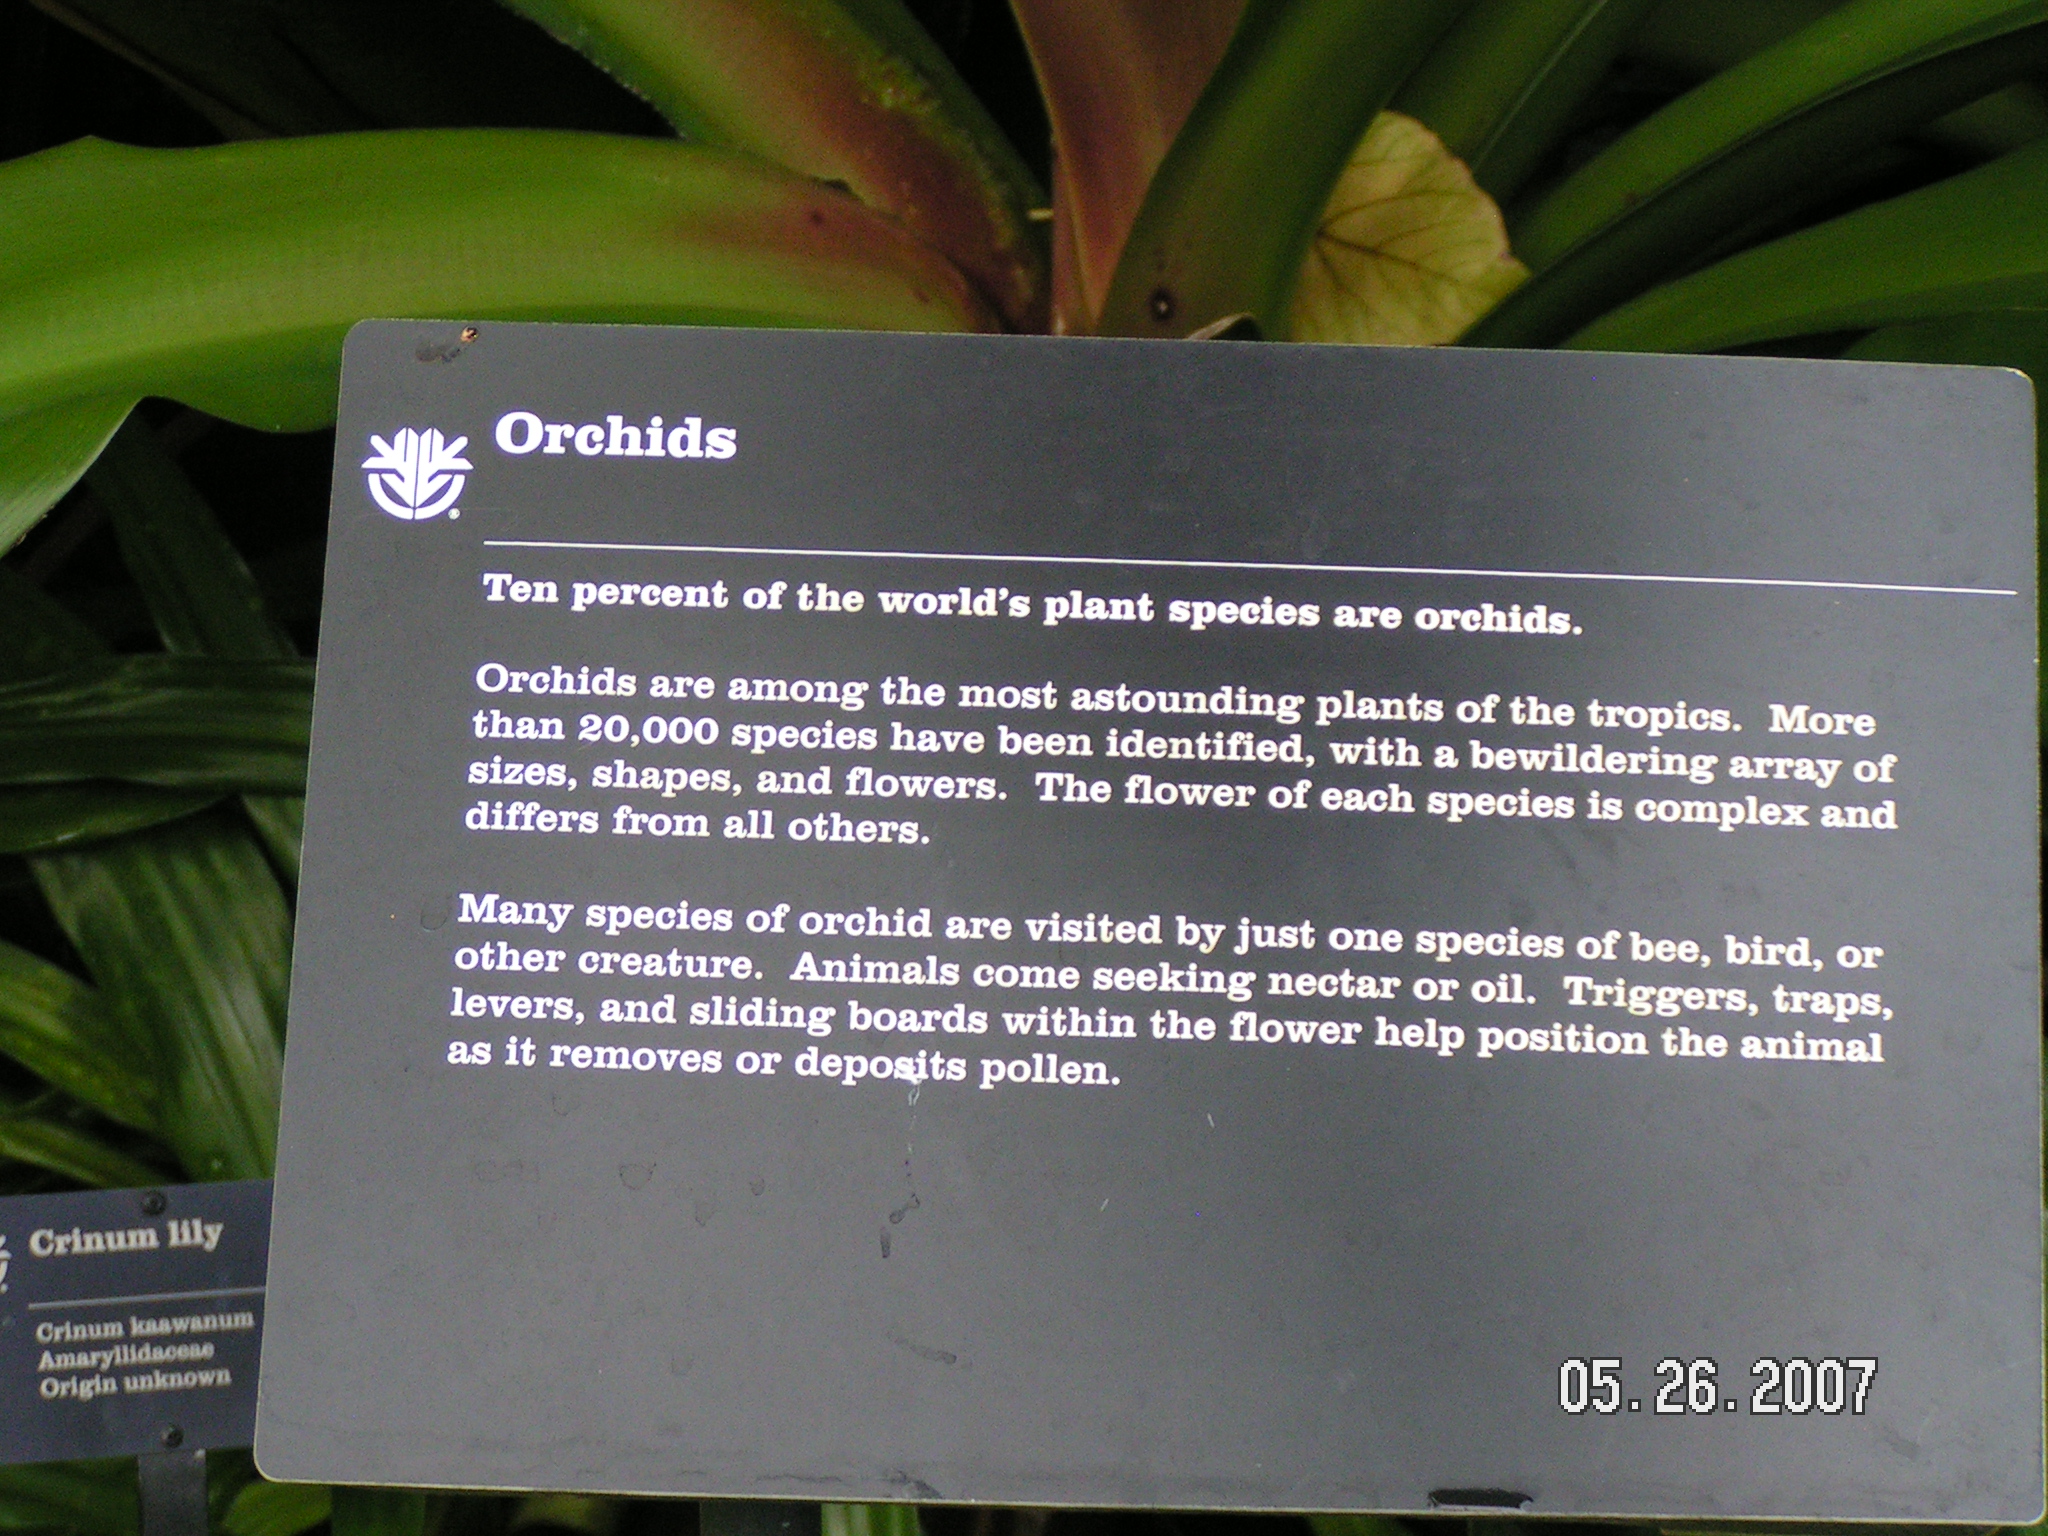 Orchids
Ten percent of the world's plant species are orchids.
Orchids are among the most astounding plants of the tropics. More
than 20,000 species have been identified, with a bewildering array of
sizes, shapes, and flowers. The flower of each species is complex and
differs from all others.
Many species of orchid are visited by just one species of bee, bird, or
other creature. Animals come seeking nectar or oil. Triggers, traps,
levers, and sliding boards within the flower help position the animal
as it removes or deposits pollen.
Crinum lily
Crinum kaawanum
Amaryllidaceae
Origin unknown
05.26.2007